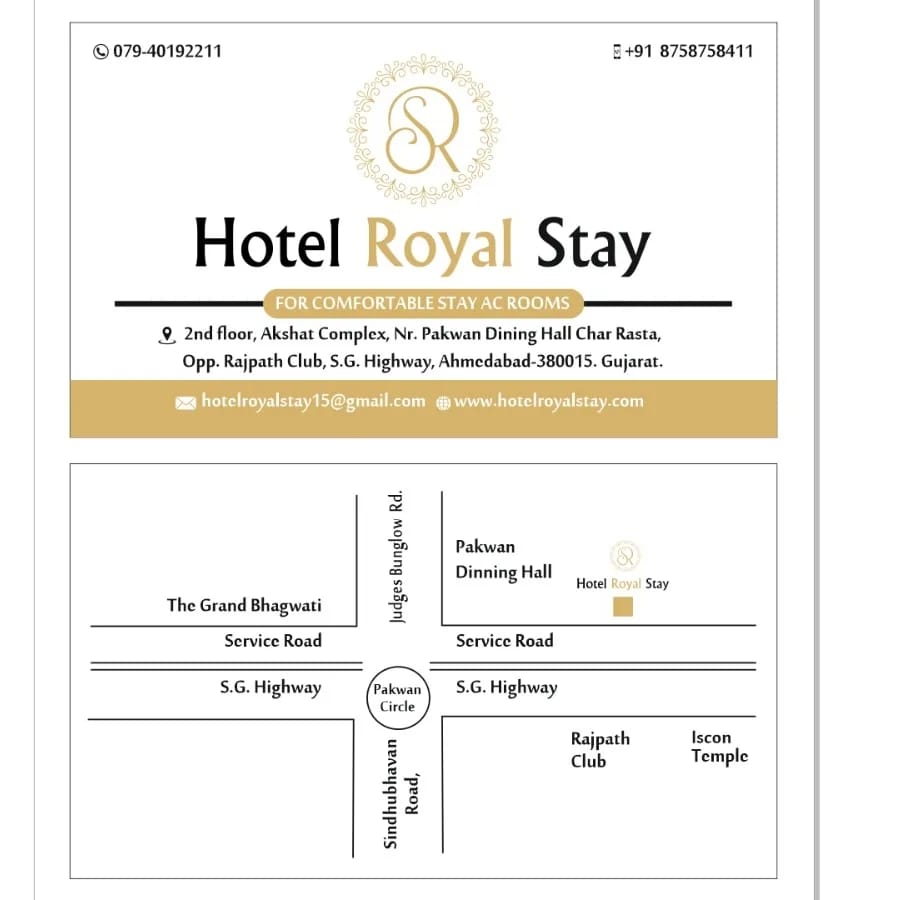 079-40192211
+91 8758758411
SR
Hotel Royal Stay
FOR COMFORTABLE STAY AC ROOMS
2nd floor, Akshat Complex, Nr. Pakwan Dining Hall Char Rasta,
Opp. Rajpath Club, S.G. Highway, Ahmedabad-380015. Gujarat.
hotelroyalstay15@gmail.com www.hotelroyalstay.com
Judges Bunglow Rd.
Pakwan
Dinning Hall
SR
Hotel Royal Stay
The Grand Bhagwati
Service Road
Service Road
S.G. Highway
Pakwan
Circle
S.G. Highway
Rajpath
Club
Iscon
Temple
Sindhubhavan
Road,